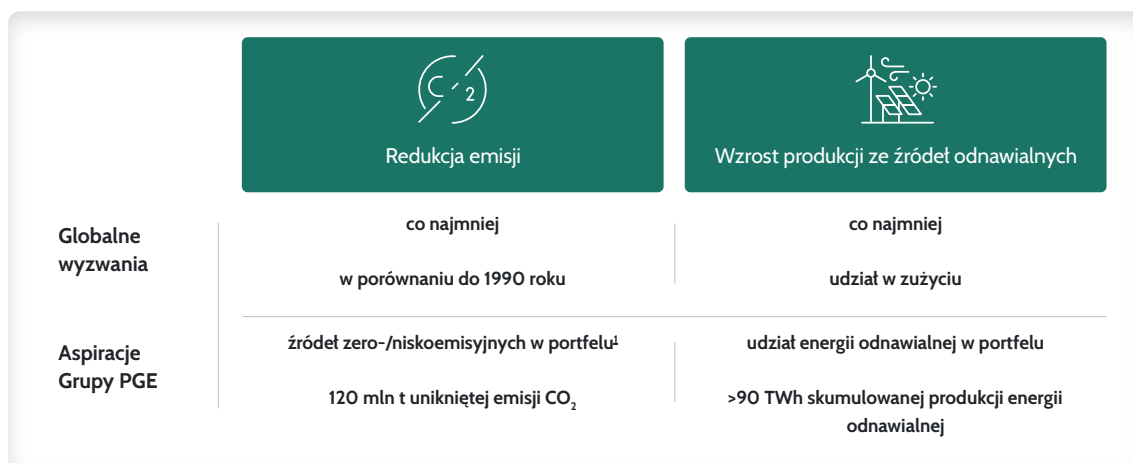 C 2
Redukcja emisji
Wzrost produkcji ze źródeł odnawialnych
Globalne
wyzwania
co najmniej
w porównaniu do 1990 roku
co najmniej
udział w zużyciu
Aspiracje
Grupy PGE
źródeł zero-/niskoemisyjnych w portfelu¹
120 mln t unikniętej emisji CO₂
udział energii odnawialnej w portfelu
>90 TWh skumulowanej produkcji energii
odnawialnej